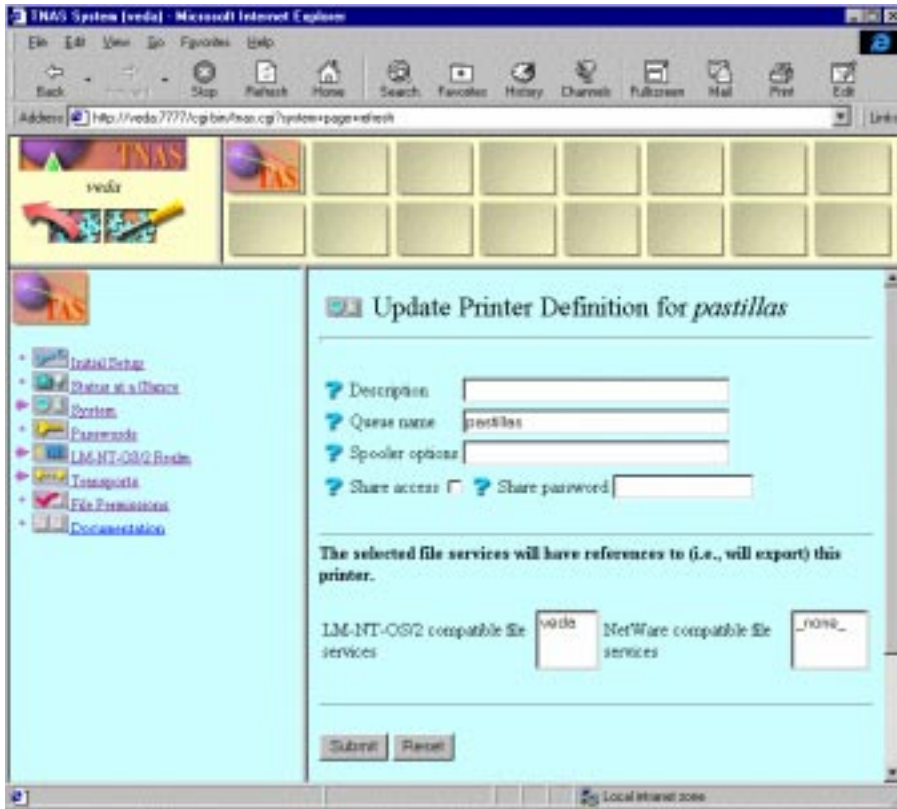 TNAS System (veda) - Microsoft Internet Explorer
File Edit View Go Favorites Help
Back Stop Refresh Home Search Favorites History Channels Fullscreen Mail Print Edit
Address http://veda:7777/cgi-bin/tnas.cgi?system+page+refresh Links
TNAS
veda
TAS
TAS
Initial Setup
Status at a Glance
System
Passwords
LM-NT-OS/2 Realm
Transports
File Permissions
Documentation
Update Printer Definition for pastillas
? Description
? Queue name pastillas
? Spooler options
? Share access ? Share password
The selected file services will have references to (i.e., will export) this
printer.
LM-NT-OS/2 compatible file services
veda
NetWare compatible file services
_none_
Submit Reset
Local intranet zone